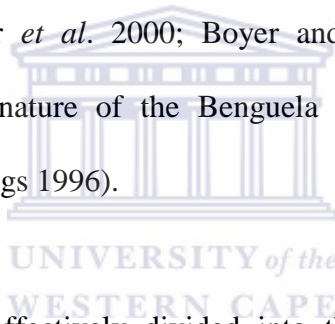 et al. 2000; Boyer and
nature of the Benguela
gs 1996).
UNIVERSITY of the
WESTERN CAPE
effectively divided into